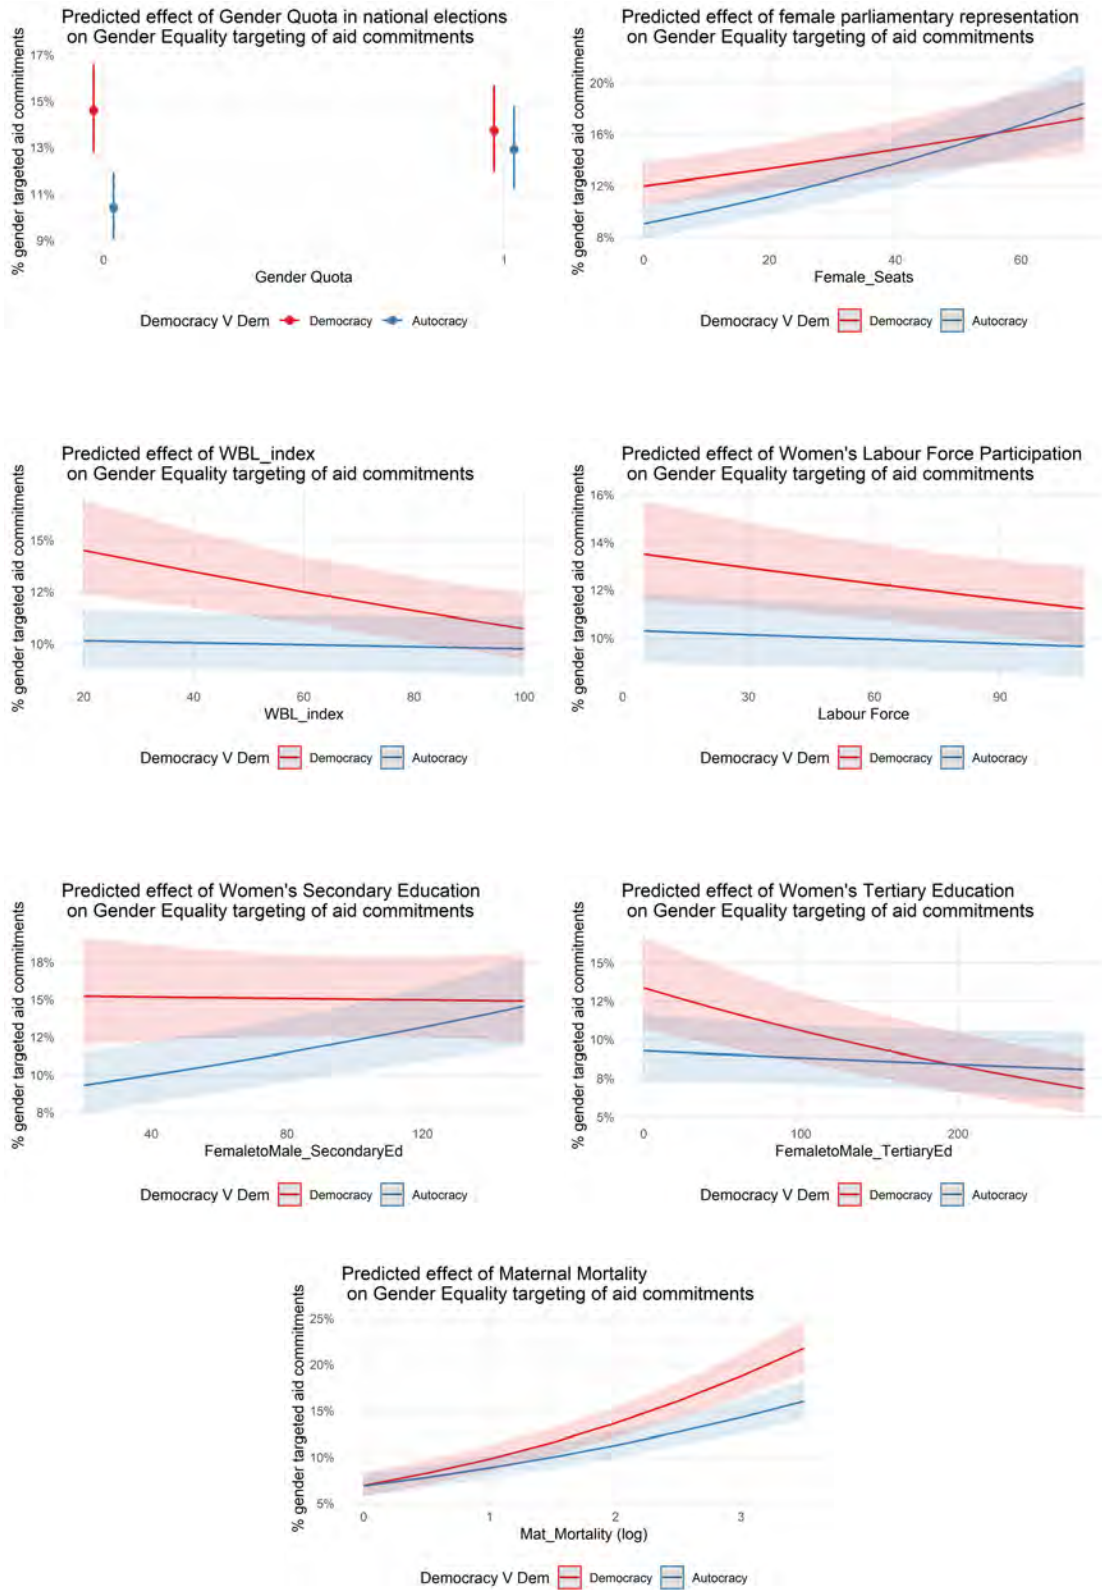 Predicted effect of Gender Quota in national elections
on Gender Equality targeting of aid commitments
% gender targeted aid commitments
17%
15%
13%
11%
9%
0
1
Gender Quota
Democracy V Dem Democracy Autocracy
Predicted effect of female parliamentary representation
on Gender Equality targeting of aid commitments
% gender targeted aid commitments
20%
16%
12%
8%
0
20
40
60
Female_Seats
Democracy V Dem Democracy Autocracy
Predicted effect of WBL_index
on Gender Equality targeting of aid commitments
% gender targeted aid commitments
15%
12%
10%
20
40
60
80
100
WBL_index
Democracy V Dem Democracy Autocracy
Predicted effect of Women's Labour Force Participation
on Gender Equality targeting of aid commitments
% gender targeted aid commitments
16%
14%
12%
10%
0
30
60
90
Labour Force
Democracy V Dem Democracy Autocracy
Predicted effect of Women's Secondary Education
on Gender Equality targeting of aid commitments
% gender targeted aid commitments
18%
15%
12%
10%
8%
40
80
120
FemaletoMale_SecondaryEd
Democracy V Dem Democracy Autocracy
Predicted effect of Women's Tertiary Education
on Gender Equality targeting of aid commitments
% gender targeted aid commitments
15%
12%
10%
8%
5%
0
100
200
FemaletoMale_TertiaryEd
Democracy V Dem Democracy Autocracy
Predicted effect of Maternal Mortality
on Gender Equality targeting of aid commitments
% gender targeted aid commitments
25%
20%
15%
10%
5%
0
1
2
3
Mat_Mortality (log)
Democracy V Dem Democracy Autocracy